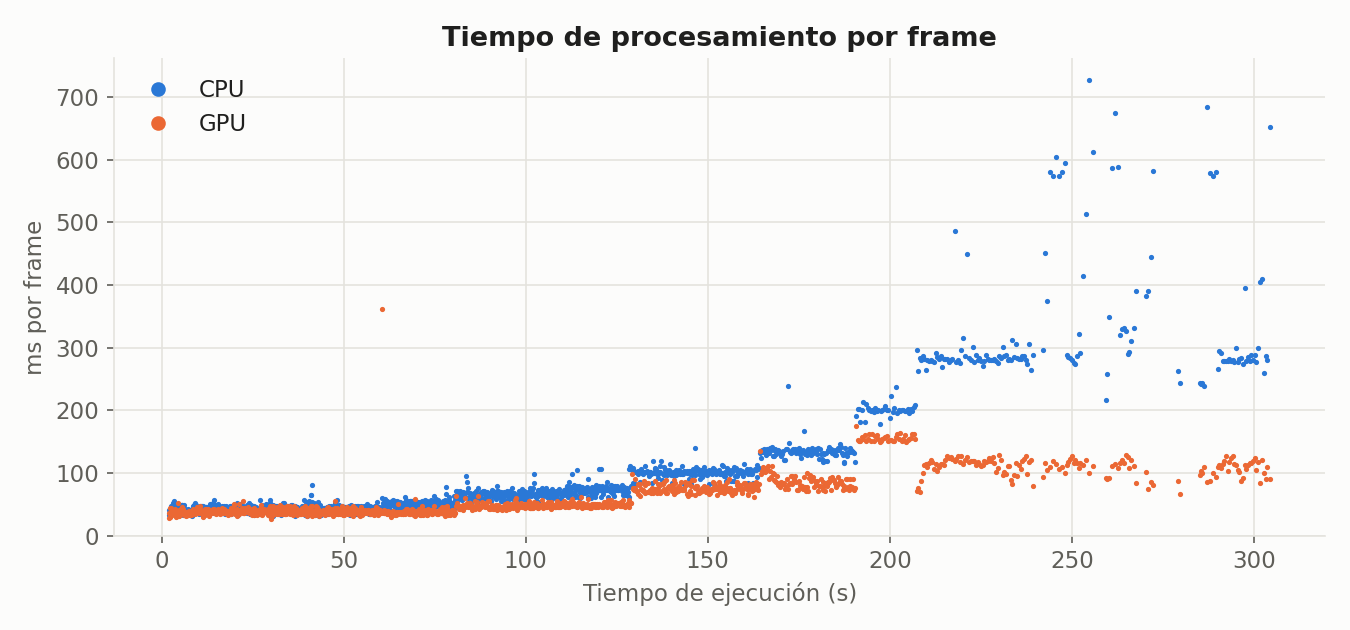 Tiempo de procesamiento por frame
CPU
GPU
ms por frame
700
600
500
400
300
200
100
0
0 50 100 150 200 250 300
Tiempo de ejecución (s)